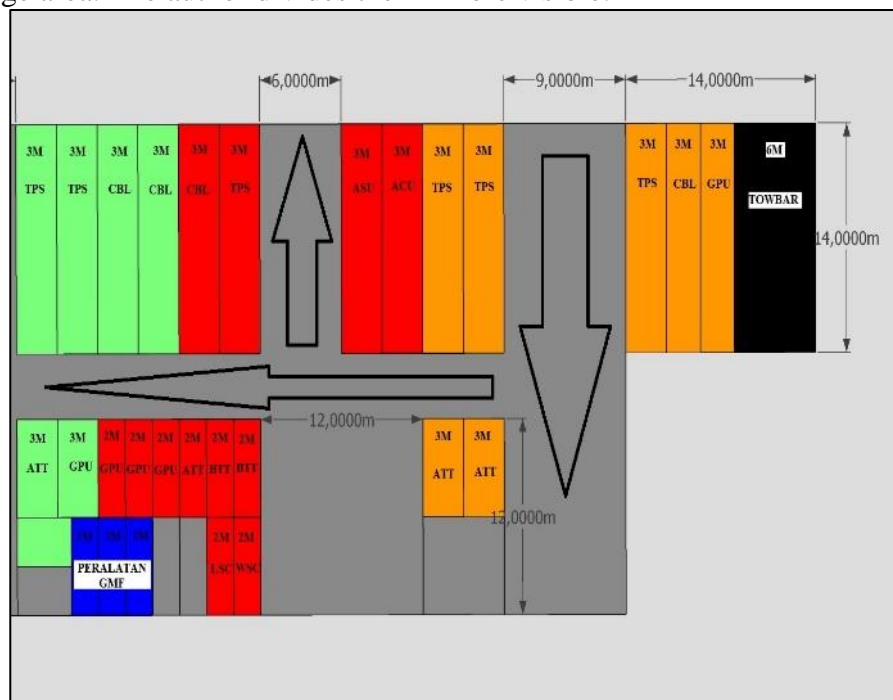 6,0000m 9,0000m 14,0000m
3M 3M 3M 3M 3M 3M 3M 3M 3M 3M 3M 3M 3M 6M
TPS TPS CBL CBL CBL TPS ASU ACU TPS TPS TPS CBL GPU TOWBAR
14,0000m
12,0000m
3M 3M 2M 2M 2M 2M 2M 2M 3M 3M
ATT GPU GPU GPU GPU ATT BTT BTT ATT ATT
12,0000m
2M 2M
PERALATAN
GMF
LSC WSC